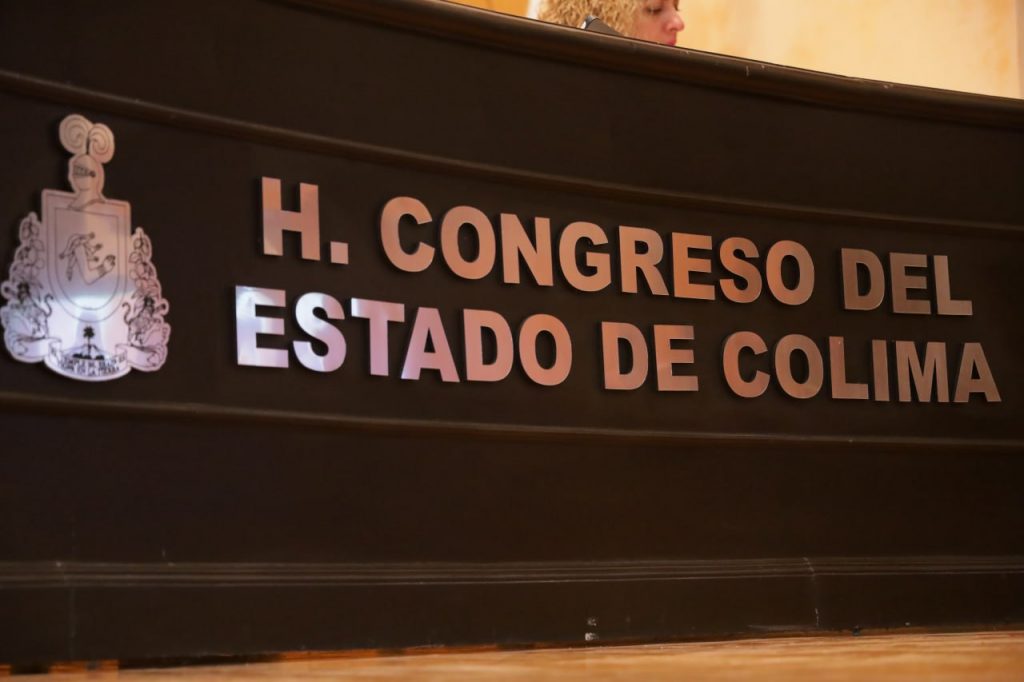 H. CONGRESO DEL
ESTADO DE COLIMA